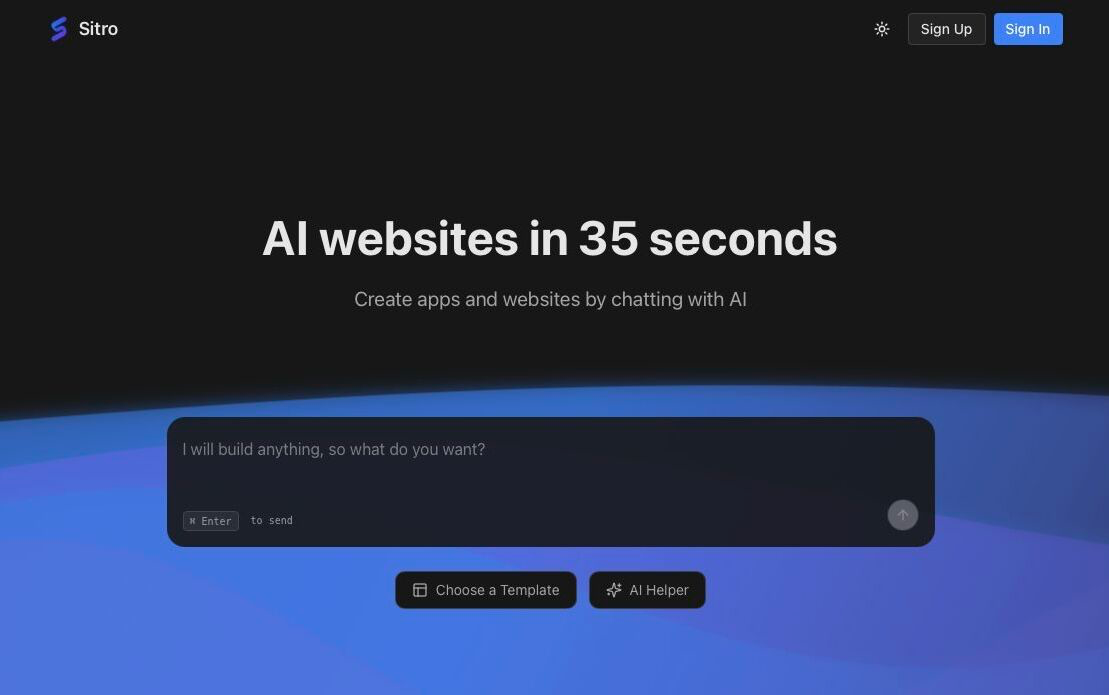 Sitro
Sign Up
Sign In
AI websites in 35 seconds
Create apps and websites by chatting with AI
I will build anything, so what do you want?
⌘ Enter to send
Choose a Template
AI Helper